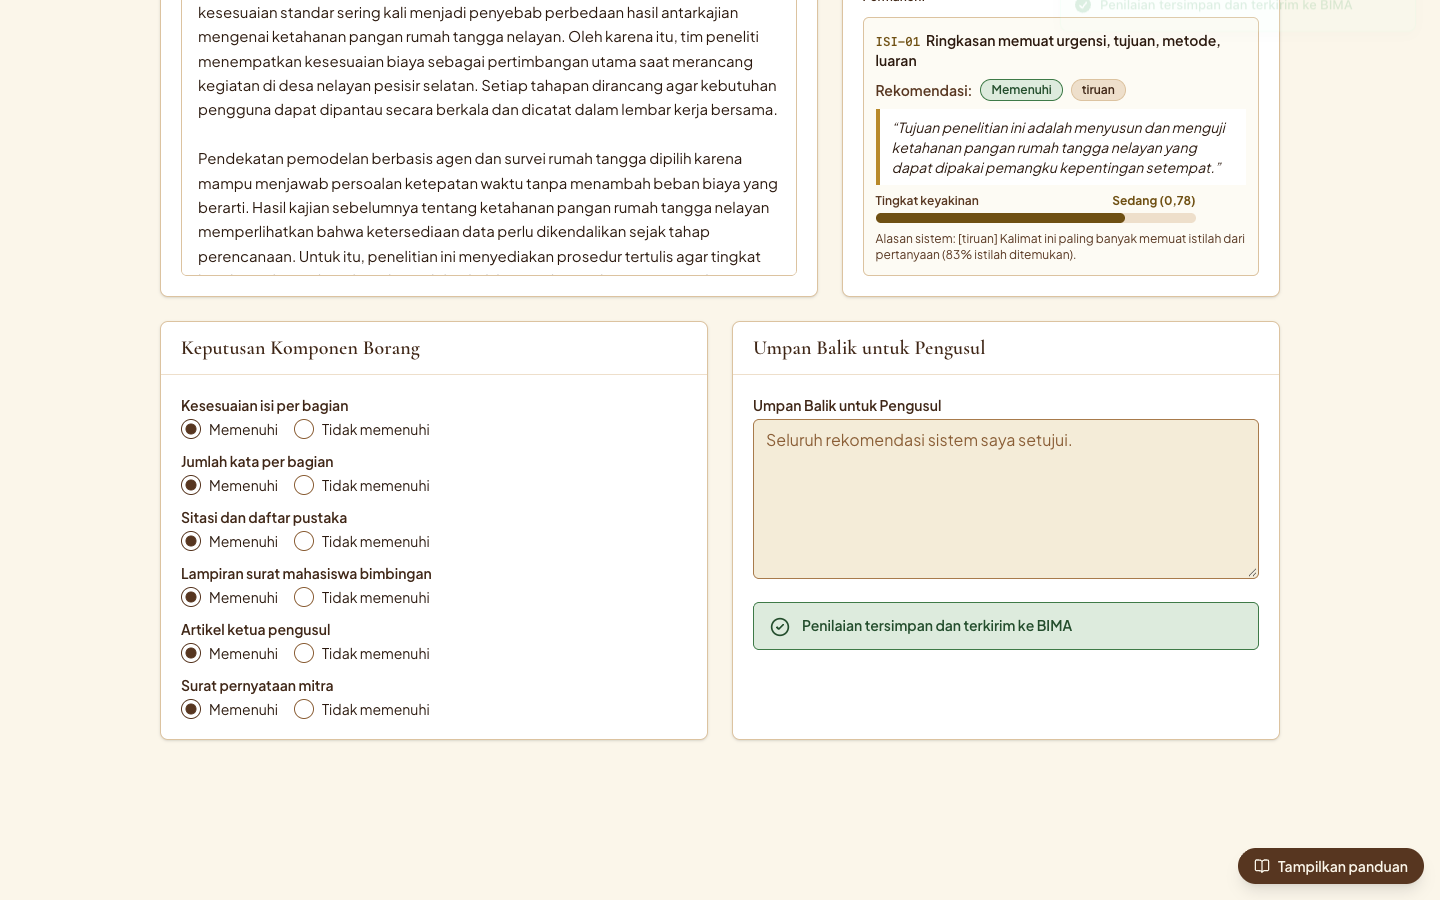 kesesuaian standar sering kali menjadi penyebab perbedaan hasil antarkajian
mengenai ketahanan pangan rumah tangga nelayan. Oleh karena itu, tim peneliti
menempatkan kesesuaian biaya sebagai pertimbangan utama saat merancang
kegiatan di desa nelayan pesisir selatan. Setiap tahapan dirancang agar kebutuhan
pengguna dapat dipantau secara berkala dan dicatat dalam lembar kerja bersama.
Pendekatan pemodelan berbasis agen dan survei rumah tangga dipilih karena
mampu menjawab persoalan ketepatan waktu tanpa menambah beban biaya yang
berarti. Hasil kajian sebelumnya tentang ketahanan pangan rumah tangga nelayan
memperlihatkan bahwa ketersediaan data perlu dikendalikan sejak tahap
perencanaan. Untuk itu, penelitian ini menyediakan prosedur tertulis agar tingkat
Penilaian tersimpan dan terkirim ke BIMA
ISI-01 Ringkasan memuat urgensi, tujuan, metode,
luaran
Rekomendasi: Memenuhi tiruan
“Tujuan penelitian ini adalah menyusun dan menguji
ketahanan pangan rumah tangga nelayan yang
dapat dipakai pemangku kepentingan setempat.”
Tingkat keyakinan Sedang (0,78)
Alasan sistem: [tiruan] Kalimat ini paling banyak memuat istilah dari
pertanyaan (83% istilah ditemukan).
Keputusan Komponen Borang
Kesesuaian isi per bagian
Memenuhi Tidak memenuhi
Jumlah kata per bagian
Memenuhi Tidak memenuhi
Sitasi dan daftar pustaka
Memenuhi Tidak memenuhi
Lampiran surat mahasiswa bimbingan
Memenuhi Tidak memenuhi
Artikel ketua pengusul
Memenuhi Tidak memenuhi
Surat pernyataan mitra
Memenuhi Tidak memenuhi
Umpan Balik untuk Pengusul
Umpan Balik untuk Pengusul
Seluruh rekomendasi sistem saya setujui.
Penilaian tersimpan dan terkirim ke BIMA
Tampilkan panduan